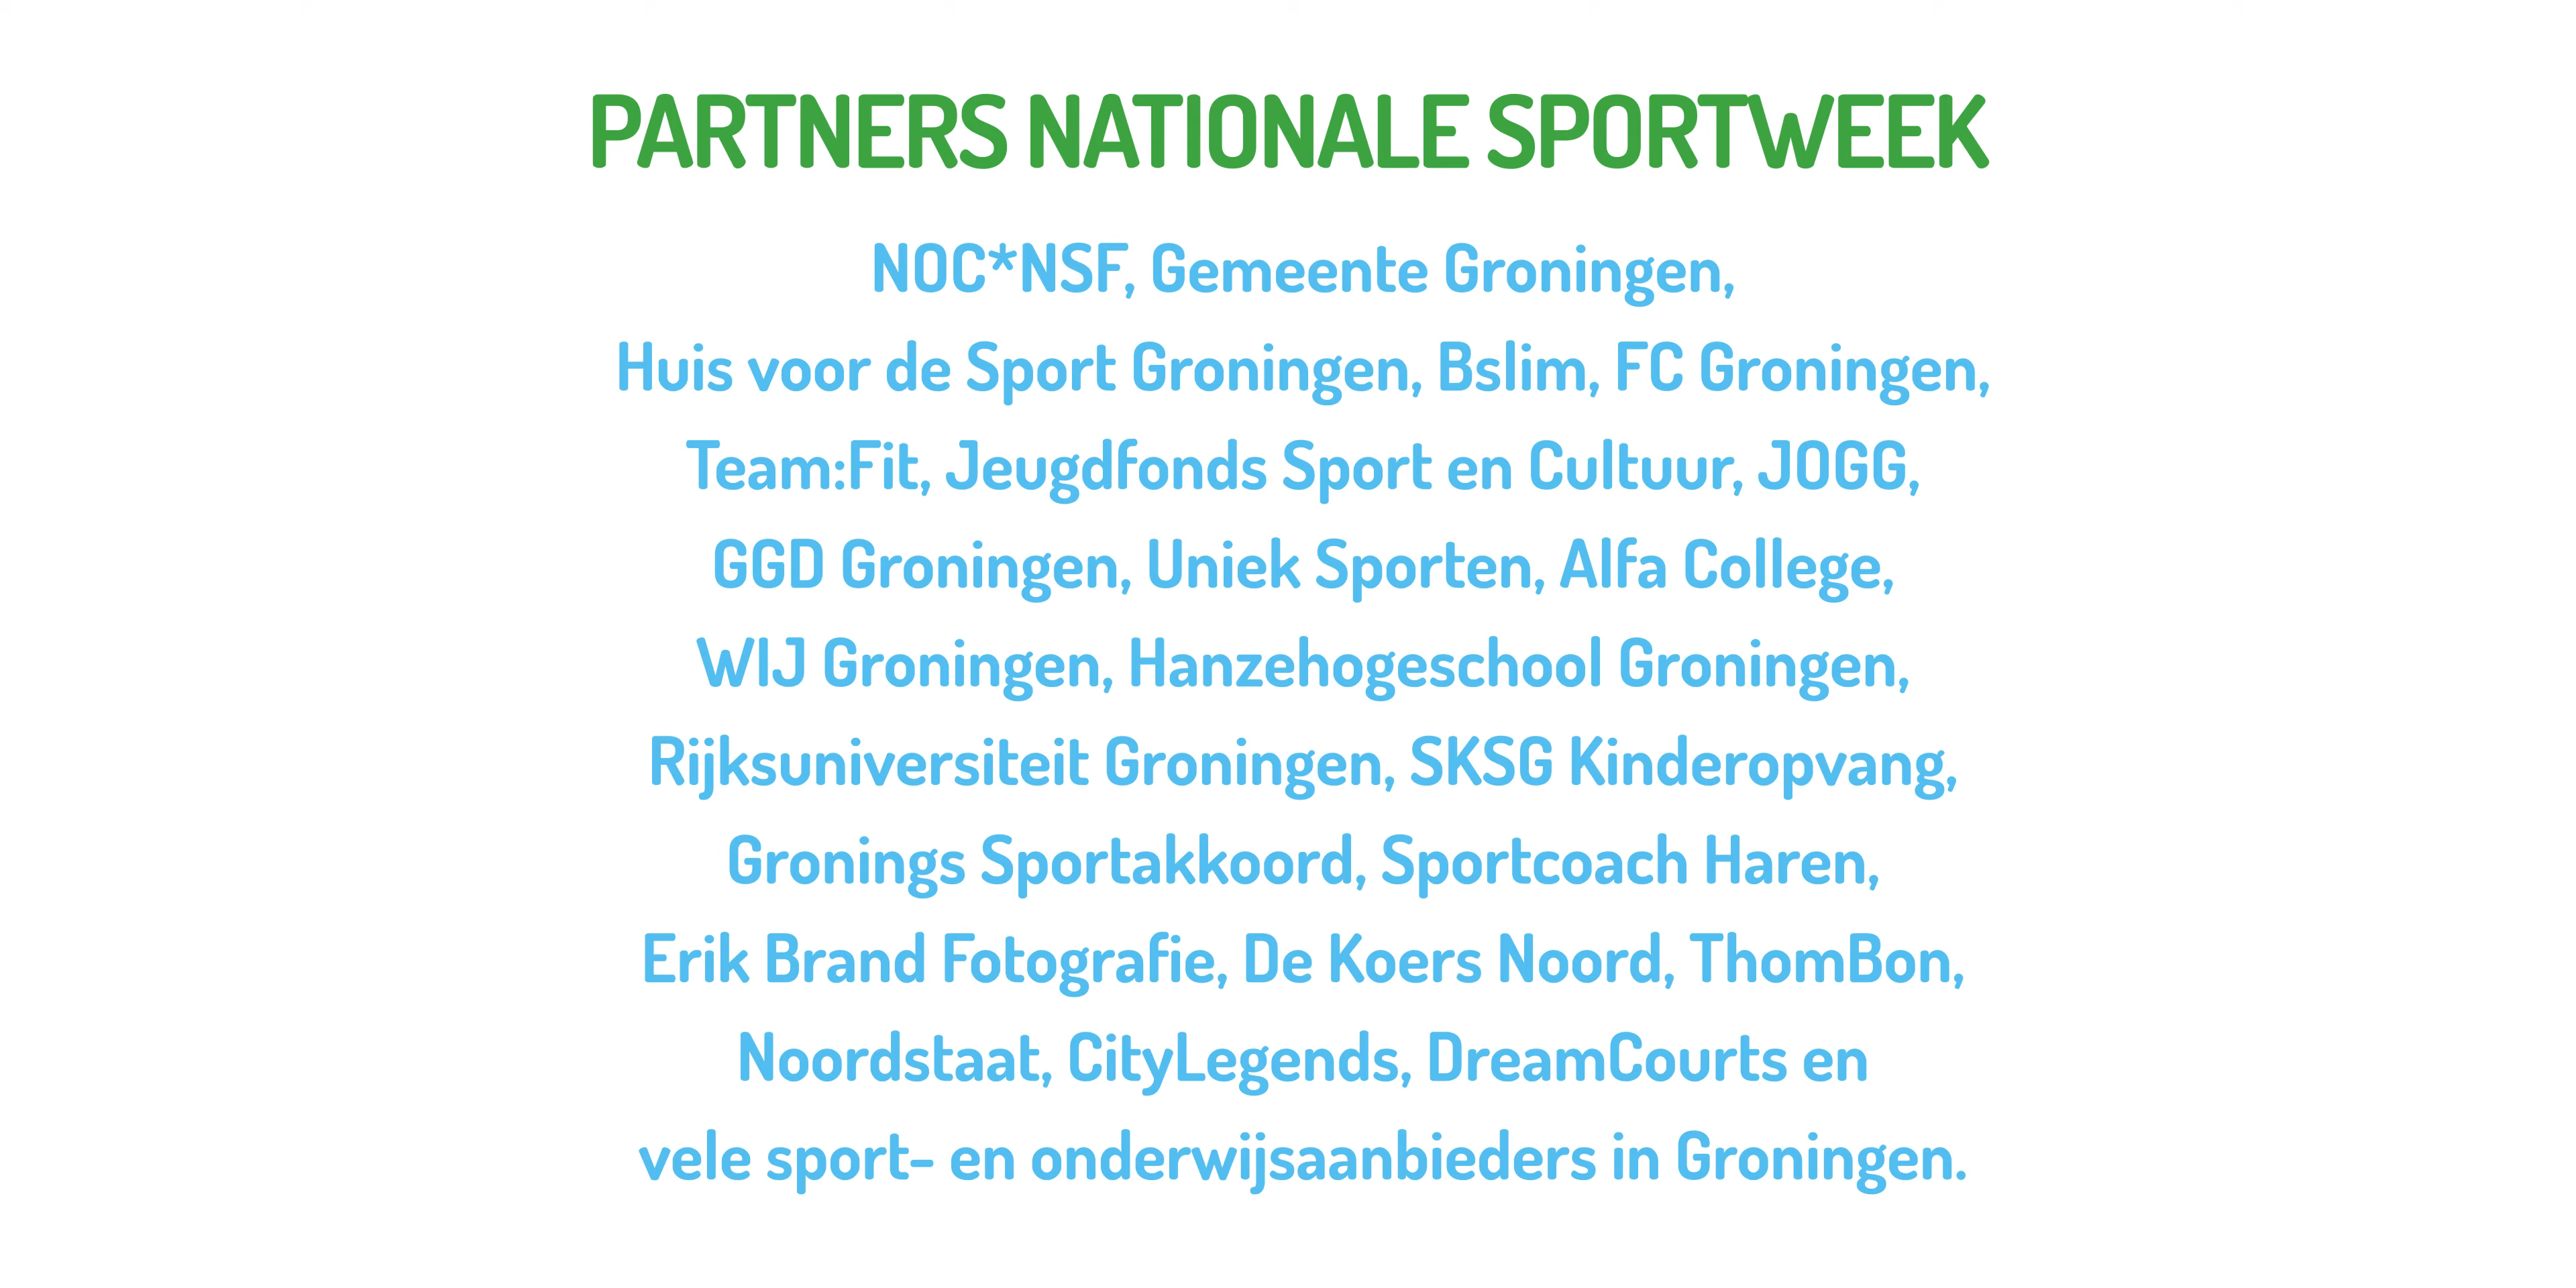 PARTNERS NATIONALE SPORTWEEK
NOC*NSF, Gemeente Groningen,
Huis voor de Sport Groningen, Bslim, FC Groningen,
Team:Fit, Jeugdfonds Sport en Cultuur, JOGG,
GGD Groningen, Uniek Sporten, Alfa College,
WIJ Groningen, Hanzehogeschool Groningen,
Rijksuniversiteit Groningen, SKSG Kinderopvang,
Gronings Sportakkoord, Sportcoach Haren,
Erik Brand Fotografie, De Koers Noord, ThomBon,
Noordstaat, CityLegends, DreamCourts en
vele sport- en onderwijsaanbieders in Groningen.